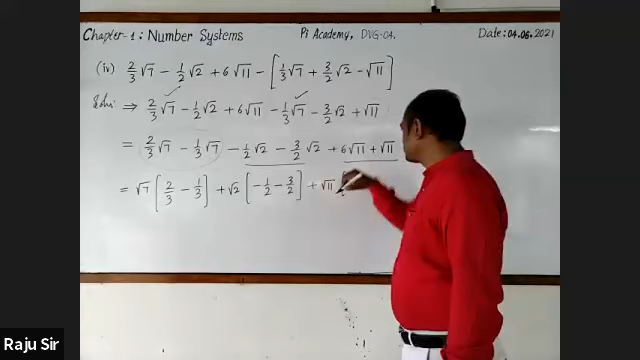 Chapter-1: Number Systems Pi Academy, DVG-04. Date: 04.06.2021
(iv) 2/3 √7 − 1/2 √2 + 6√11 − [1/3 √7 + 3/2 √2 − √11]
Soln: ⇒ 2/3 √7 − 1/2 √2 + 6√11 − 1/3 √7 − 3/2 √2 + √11
= 2/3 √7 − 1/3 √7 − 1/2 √2 − 3/2 √2 + 6√11 + √11
= √7 [2/3 − 1/3] + √2 [−1/2 − 3/2] + √11
Raju Sir